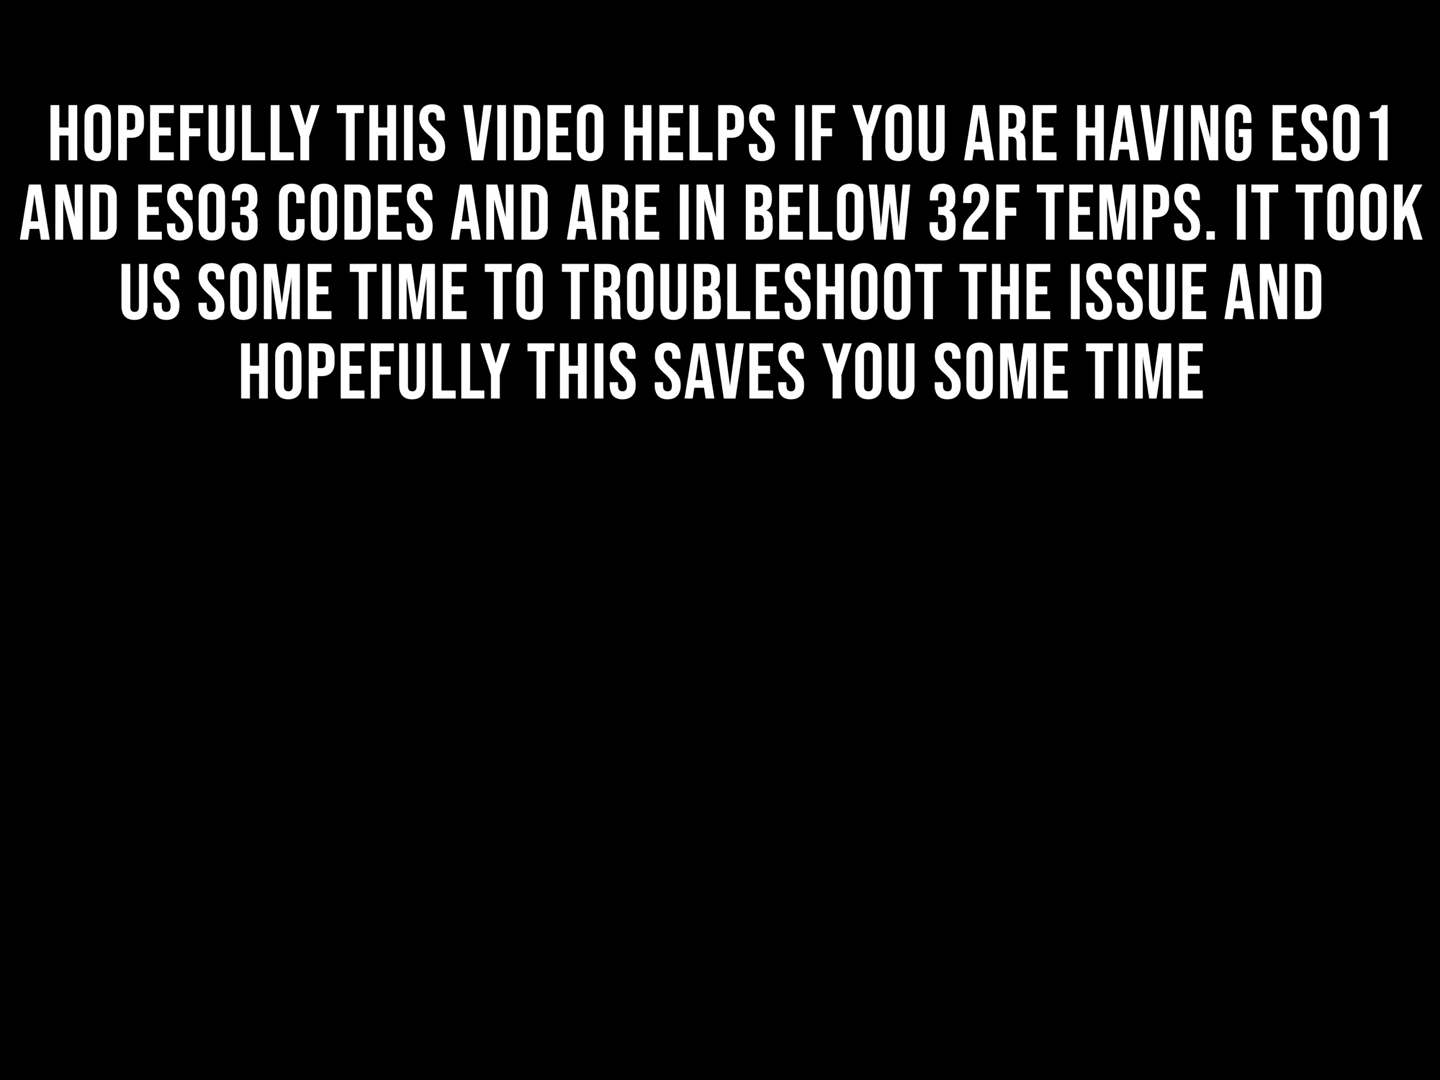 HOPEFULLY THIS VIDEO HELPS IF YOU ARE HAVING ES01
AND ES03 CODES AND ARE IN BELOW 32F TEMPS. IT TOOK
US SOME TIME TO TROUBLESHOOT THE ISSUE AND
HOPEFULLY THIS SAVES YOU SOME TIME